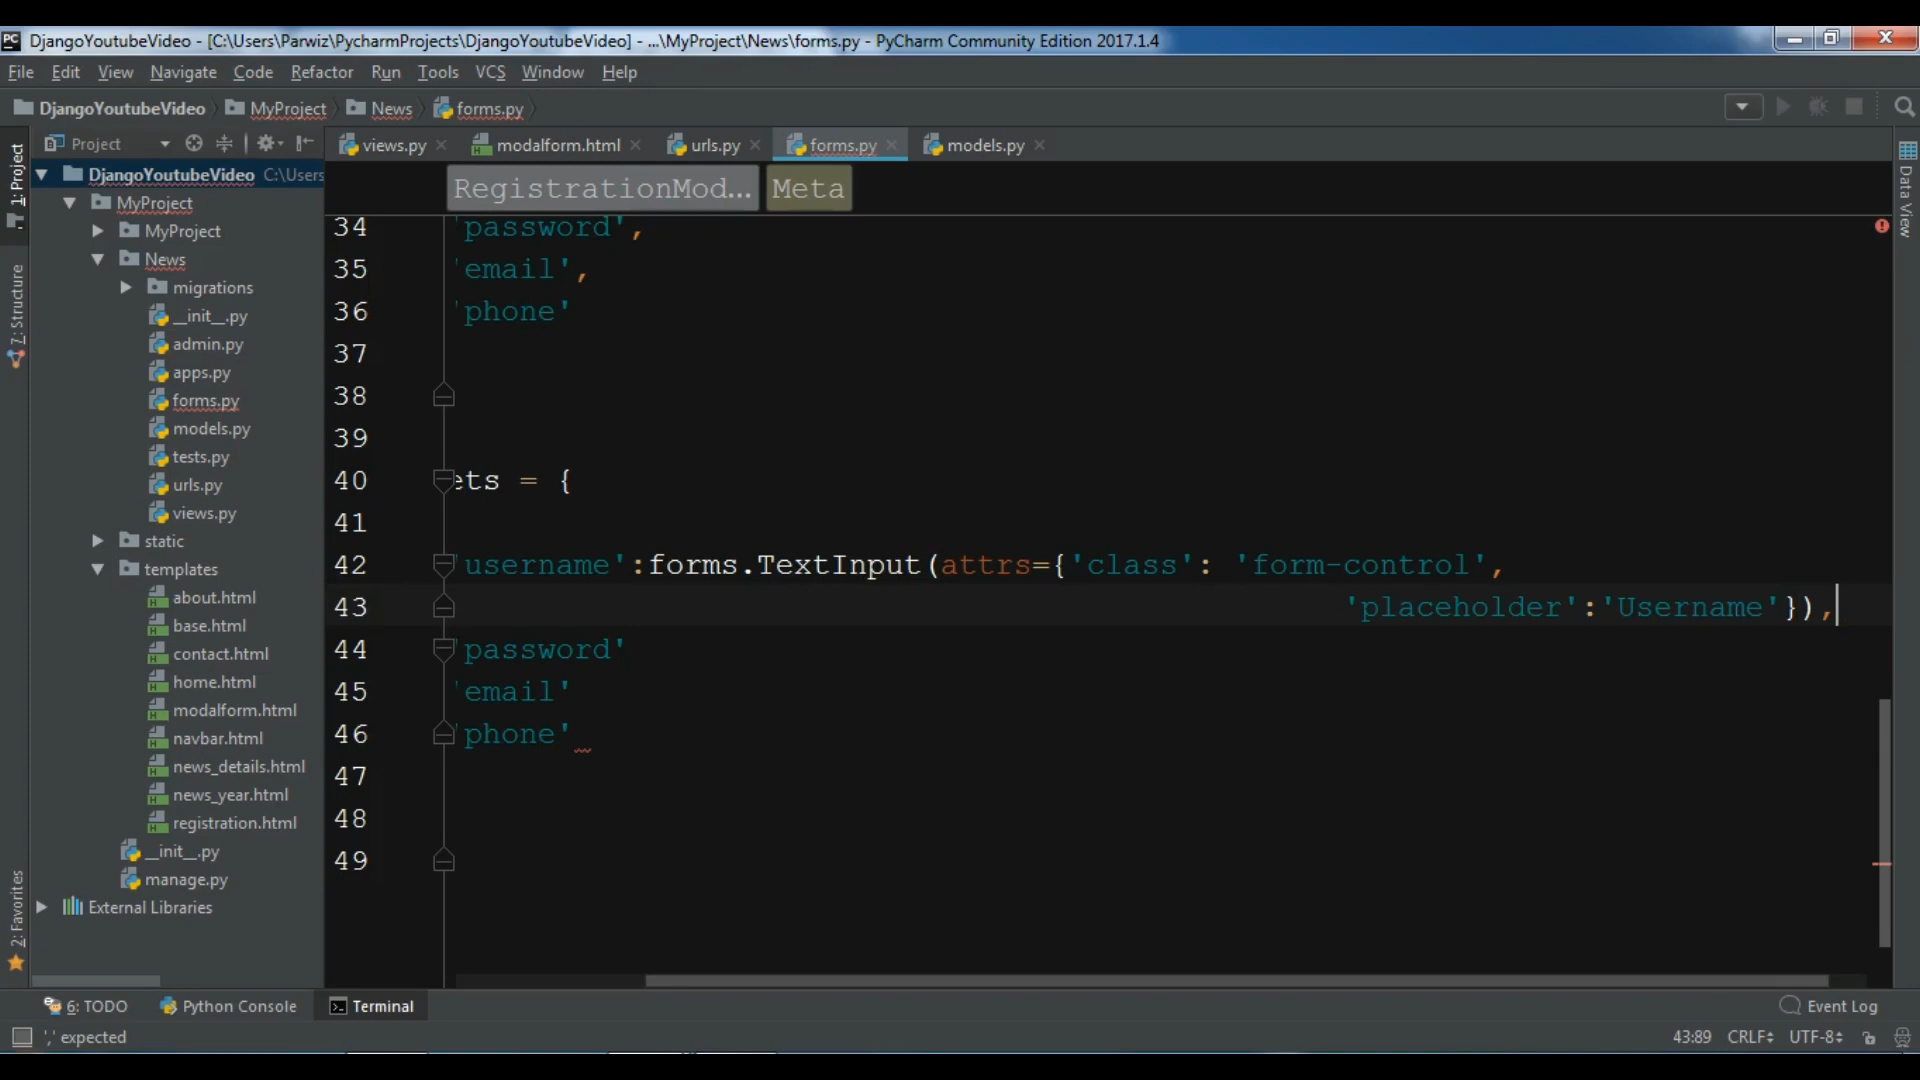 PC DjangoYoutubeVideo - [C:\Users\Parwiz\PycharmProjects\DjangoYoutubeVideo] - ...\MyProject\News\forms.py - PyCharm Community Edition 2017.1.4
File Edit View Navigate Code Refactor Run Tools VCS Window Help
DjangoYoutubeVideo MyProject News forms.py
Project
views.py modalform.html urls.py forms.py models.py
1: Project
7: Structure
2: Favorites
Data View
DjangoYoutubeVideo C:\Users
MyProject
MyProject
News
migrations
__init__.py
admin.py
apps.py
forms.py
models.py
tests.py
urls.py
views.py
static
templates
about.html
base.html
contact.html
home.html
modalform.html
navbar.html
news_details.html
news_year.html
registration.html
__init__.py
manage.py
External Libraries
RegistrationMod... Meta
34 'password',
35 'email',
36 'phone'
37
38
39
40 ets = {
41
42 'username':forms.TextInput(attrs={'class': 'form-control',
43 'placeholder':'Username'}),
44 'password'
45 'email'
46 'phone'
47
48
49
6: TODO Python Console Terminal Event Log
',' expected 43:89 CRLF UTF-8